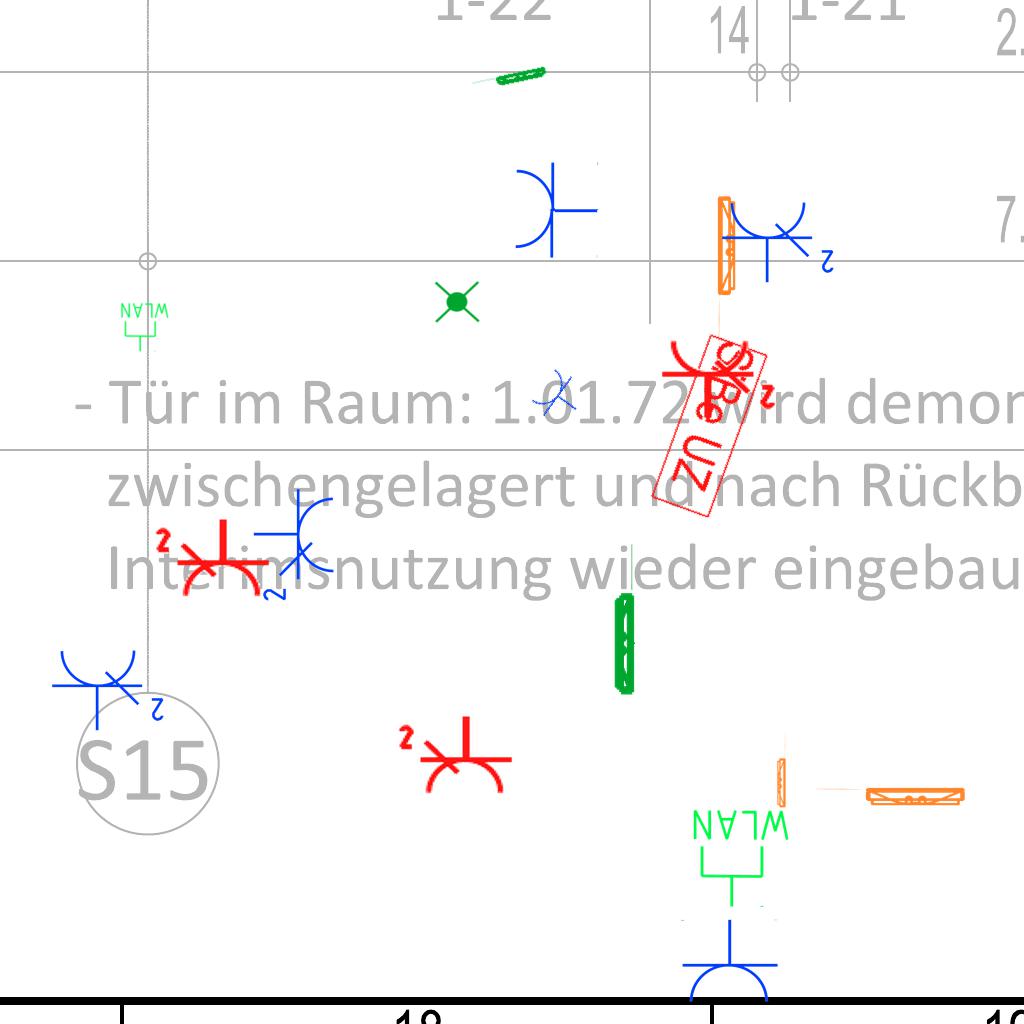 1-22
1-21
14
2.
7.
WLAN
2
- Tür im Raum: 1.01.72 wird demon
2
UZ
zwischengelagert und nach Rückb
2
Interimsnutzung wieder eingebau
2
2
S15
2
WLAN